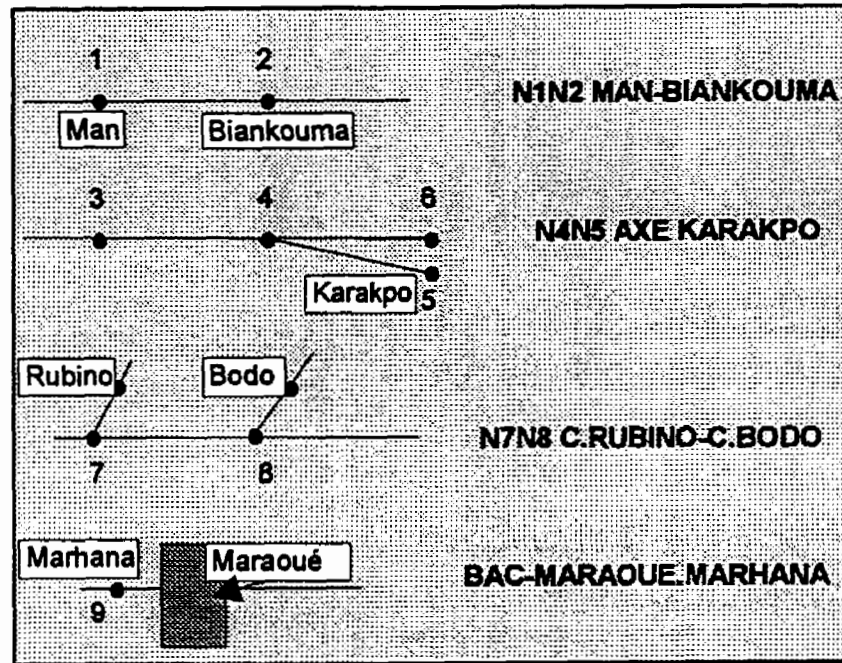 1 2
N1N2 MAN-BIANKOUMA
Man Biankouma
3 4 6
N4N5 AXE KARAKPO
Karakpo
5
Rubino Bodo
N7N8 C.RUBINO-C.BODO
7 8
Marhana Maraoué
BAC-MARAOUE.MARHANA
9